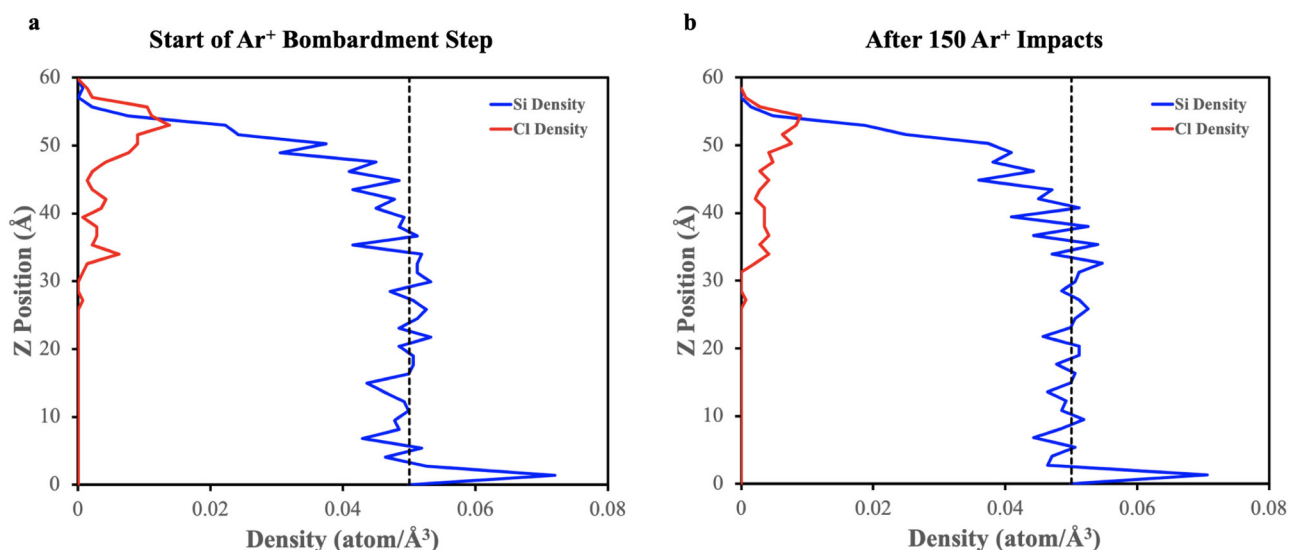 a
Start of Ar⁺ Bombardment Step
60
50
40
30
20
10
0
Z Position (Å)
Si Density
Cl Density
0
0.02
0.04
0.06
0.08
Density (atom/Å³)
b
After 150 Ar⁺ Impacts
60
50
40
30
20
10
0
Z Position (Å)
Si Density
Cl Density
0
0.02
0.04
0.06
0.08
Density (atom/Å³)